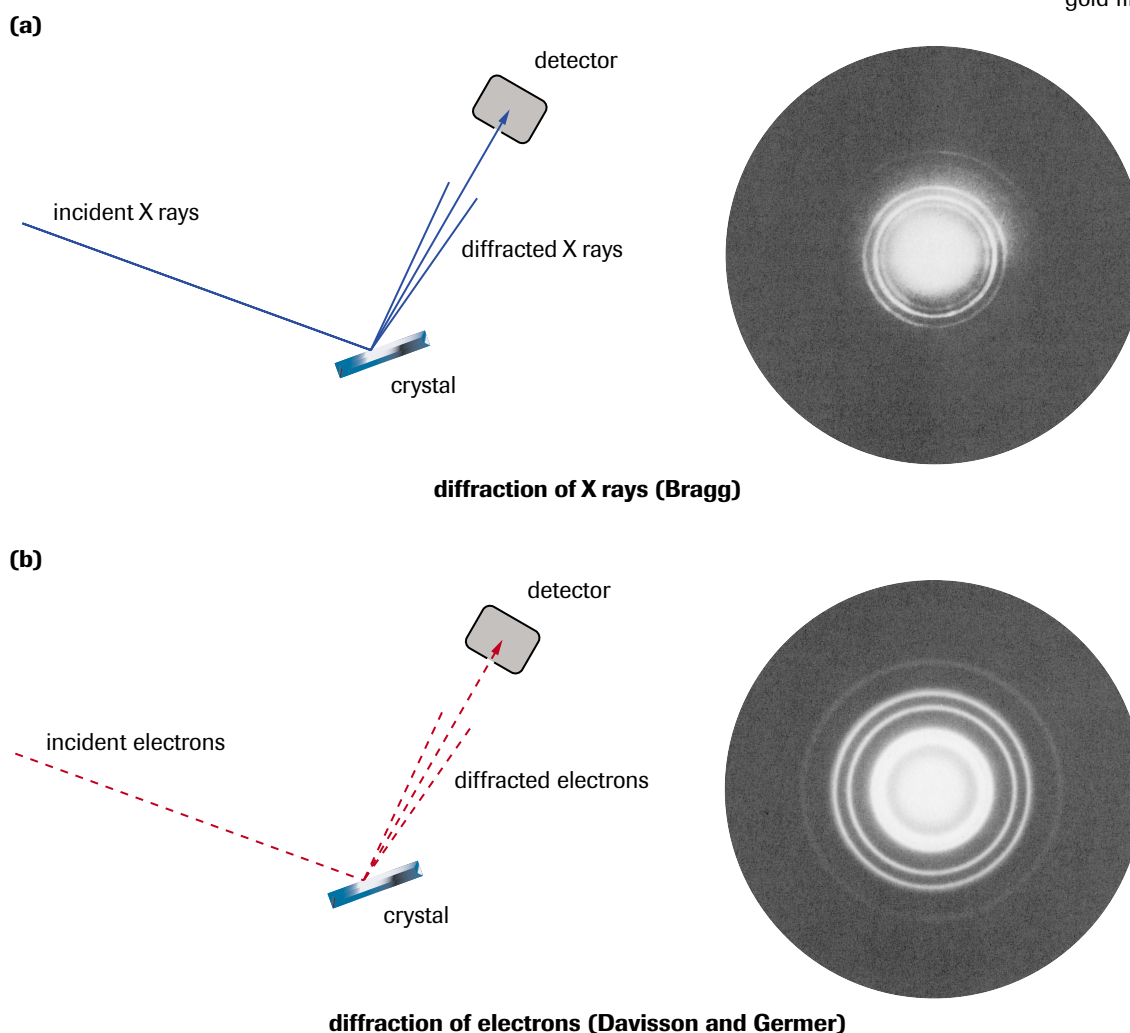 (a)
detector
incident X rays
diffracted X rays
crystal
diffraction of X rays (Bragg)
(b)
detector
incident electrons
diffracted electrons
crystal
diffraction of electrons (Davisson and Germer)